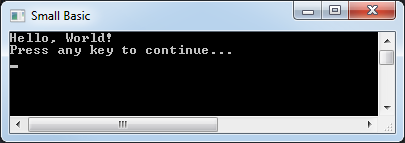 Small Basic
Hello, World!
Press any key to continue...